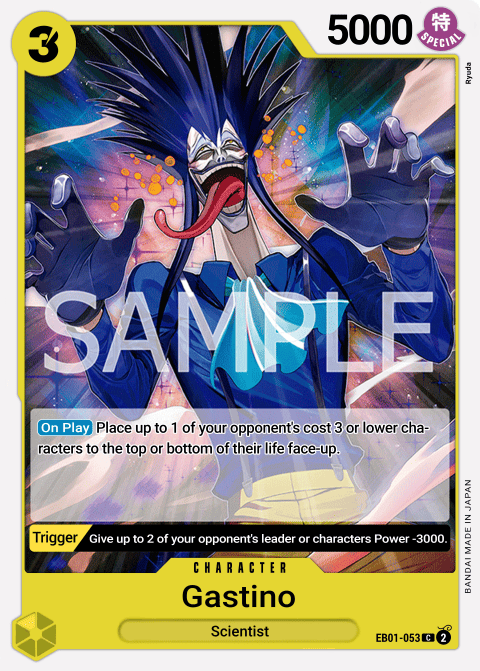 3
5000
特
SPECIAL
Ryuda
SAMPLE
On Play Place up to 1 of your opponent's cost 3 or lower cha-
racters to the top or bottom of their life face-up.
Trigger Give up to 2 of your opponent's leader or characters Power -3000.
BANDAI MADE IN JAPAN
CHARACTER
Gastino
Scientist
EB01-053 C 2